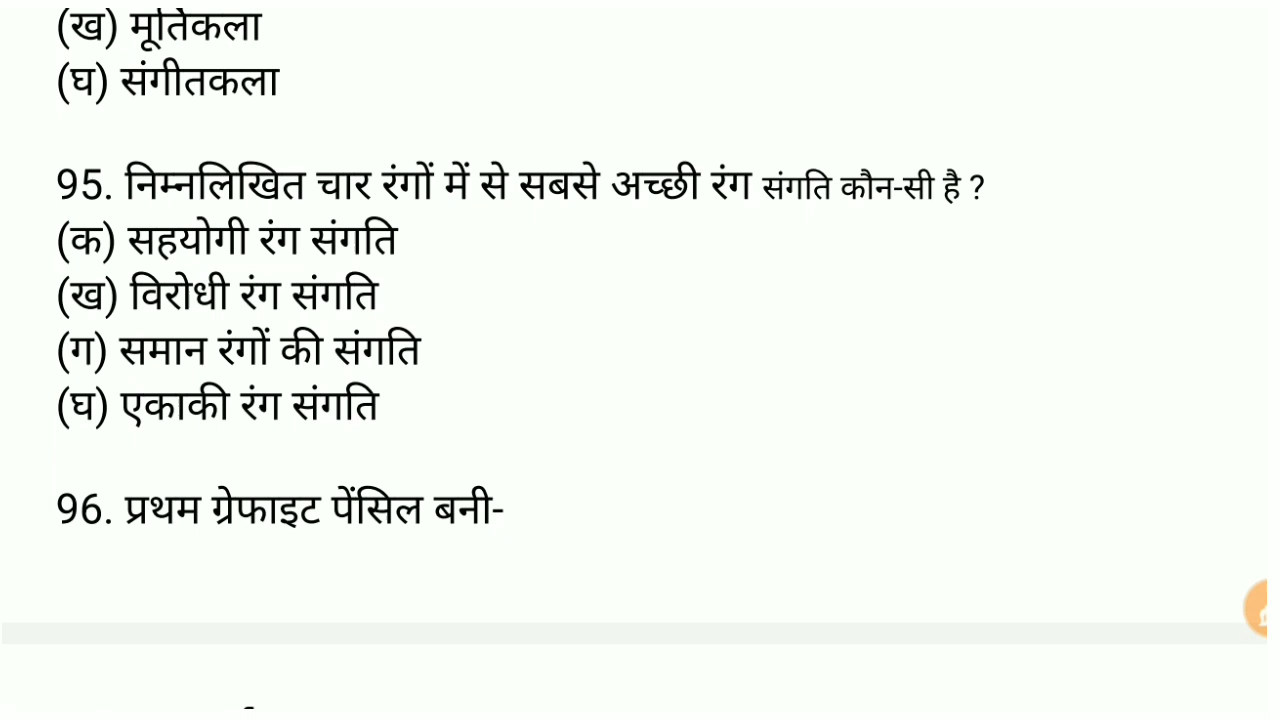 (ख) मूर्तिकला
(घ) संगीतकला
95. निम्नलिखित चार रंगों में से सबसे अच्छी रंग संगति कौन-सी है ?
(क) सहयोगी रंग संगति
(ख) विरोधी रंग संगति
(ग) समान रंगों की संगति
(घ) एकाकी रंग संगति
96. प्रथम ग्रेफाइट पेंसिल बनी-